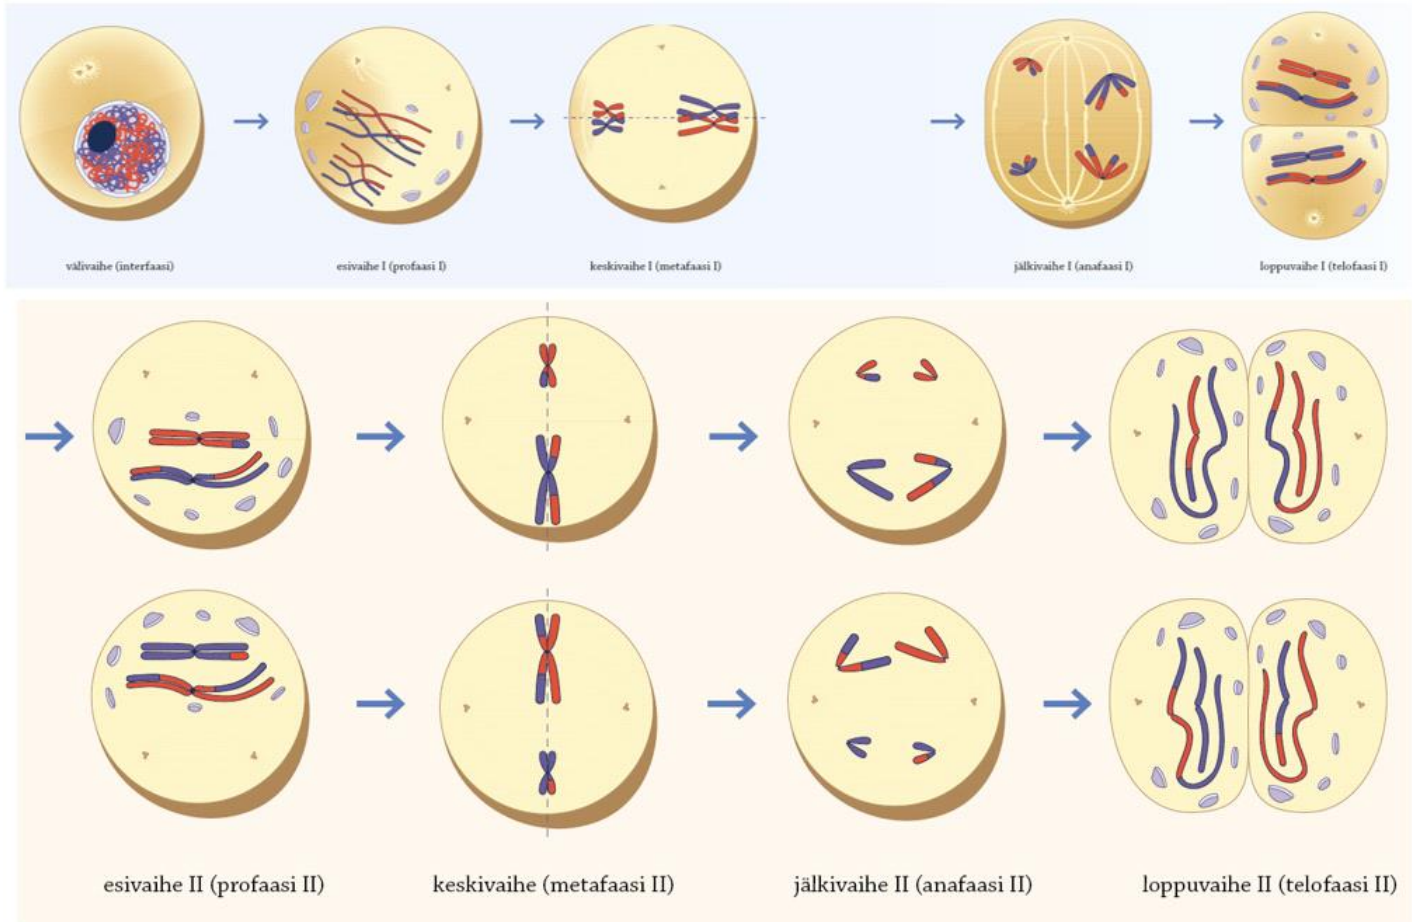 välivaihe (interfaasi)
esivaihe I (profaasi I)
keskivaihe I (metafaasi I)
jälkivaihe I (anafaasi I)
loppuvaihe I (telofaasi I)
esivaihe II (profaasi II)
keskivaihe (metafaasi II)
jälkivaihe II (anafaasi II)
loppuvaihe II (telofaasi II)